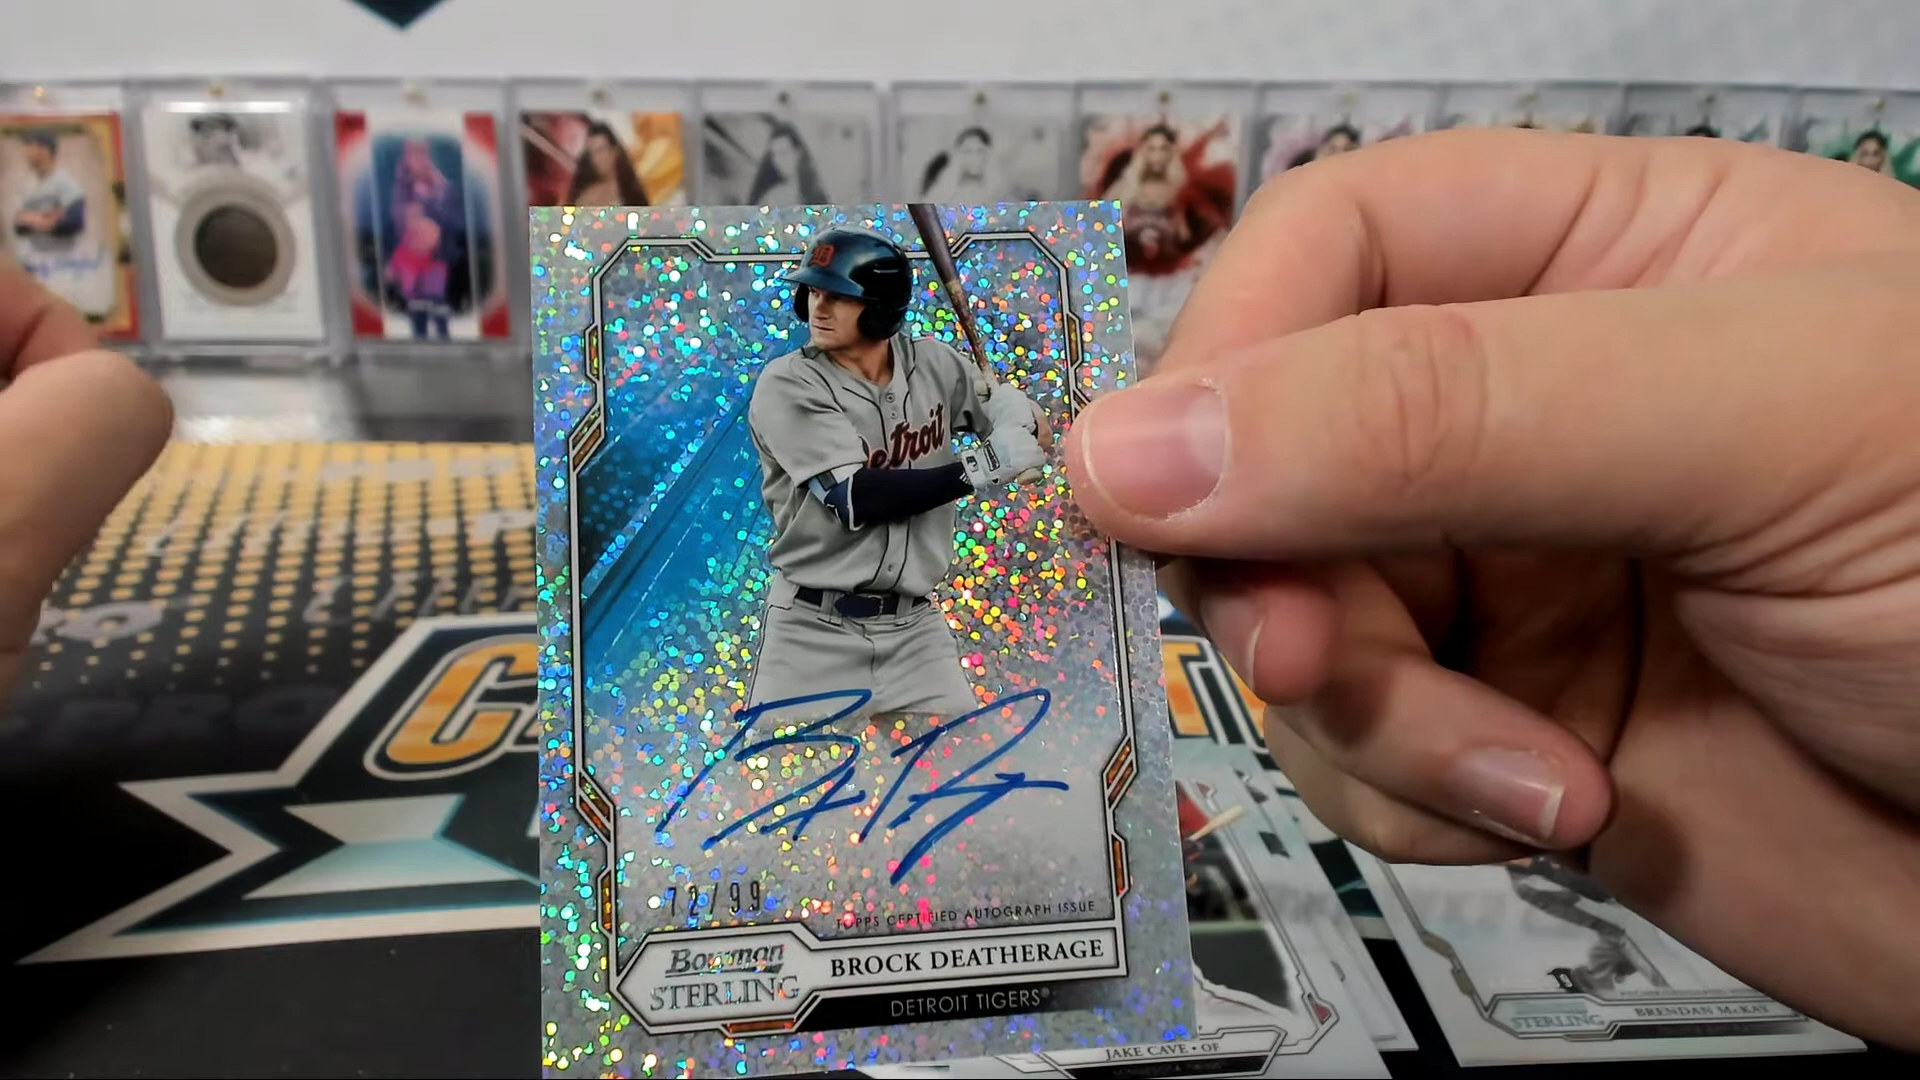 Detroit
72/99
TOPPS CERTIFIED AUTOGRAPH ISSUE
Bowman
STERLING
BROCK DEATHERAGE
DETROIT TIGERS®
JAKE CAVE • OF
STERLING
BRENDAN McKAY